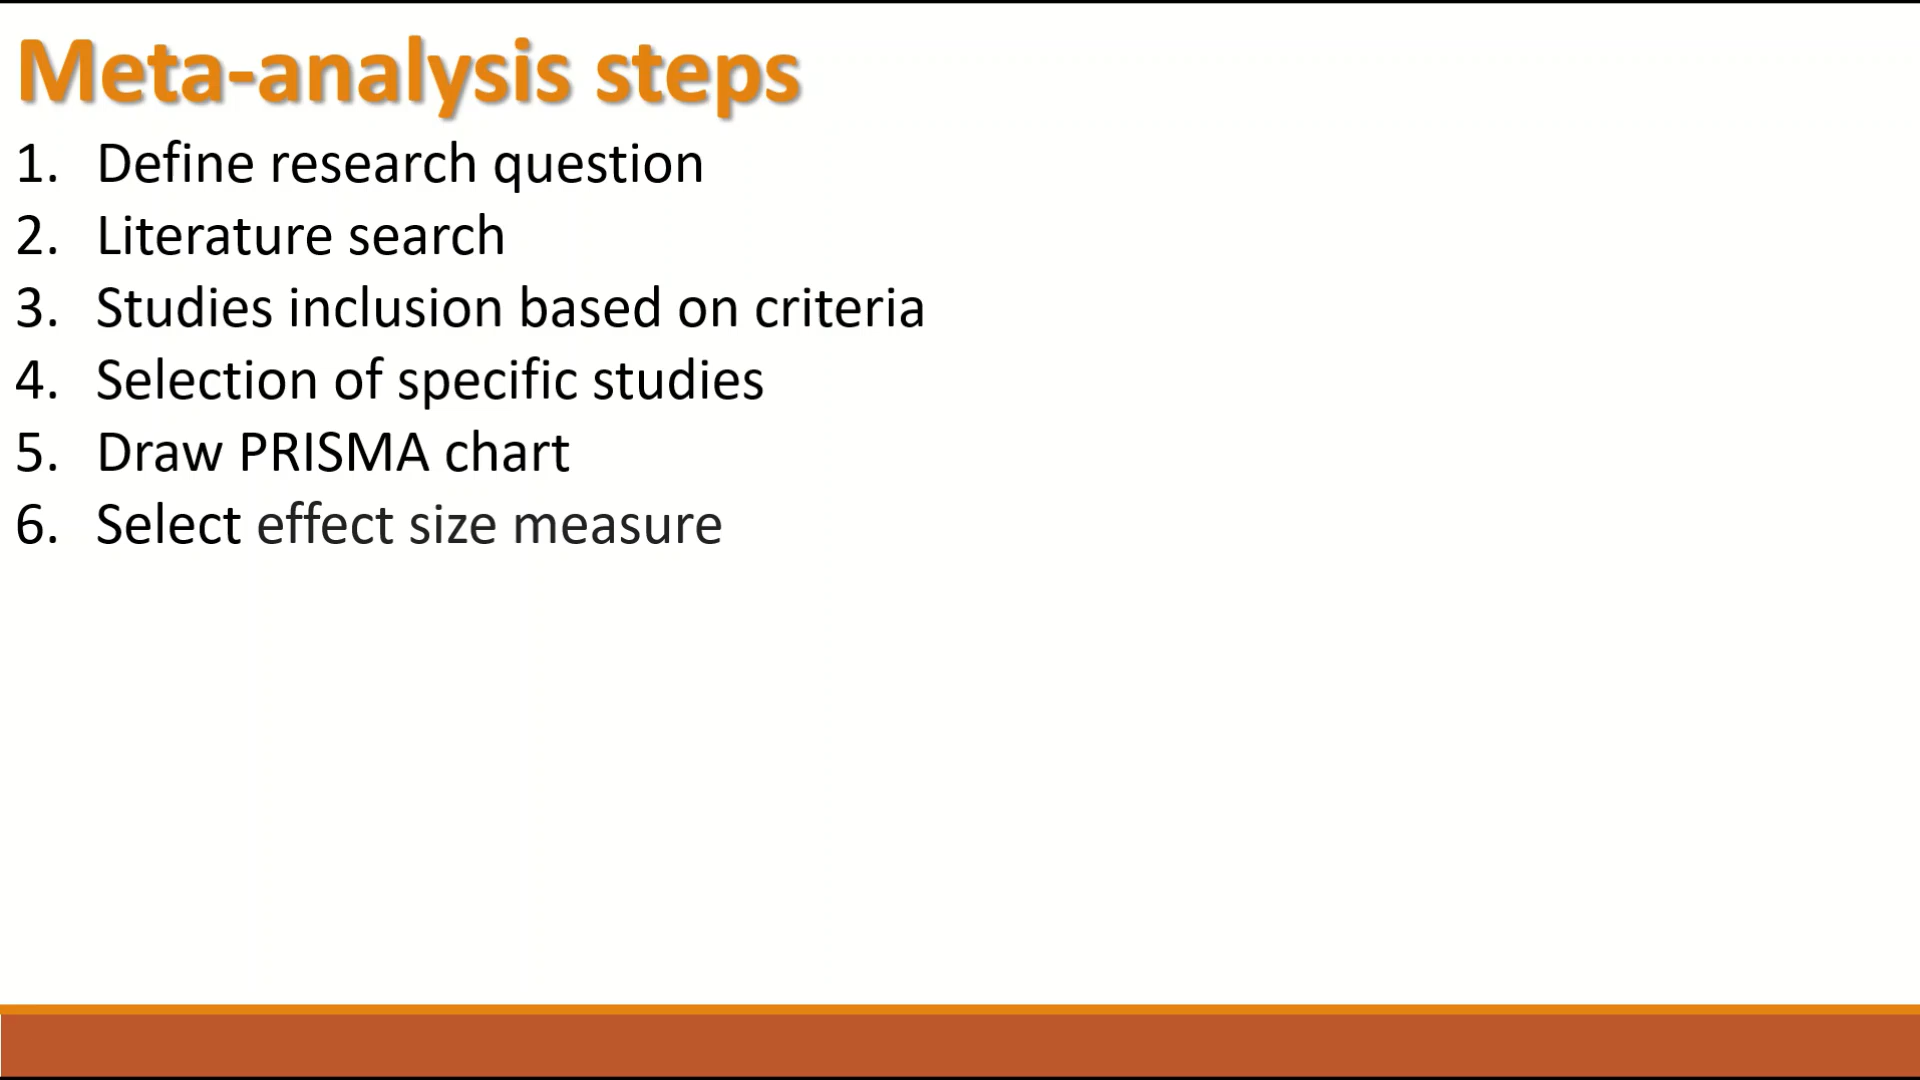 Meta-analysis steps
1. Define research question
2. Literature search
3. Studies inclusion based on criteria
4. Selection of specific studies
5. Draw PRISMA chart
6. Select effect size measure